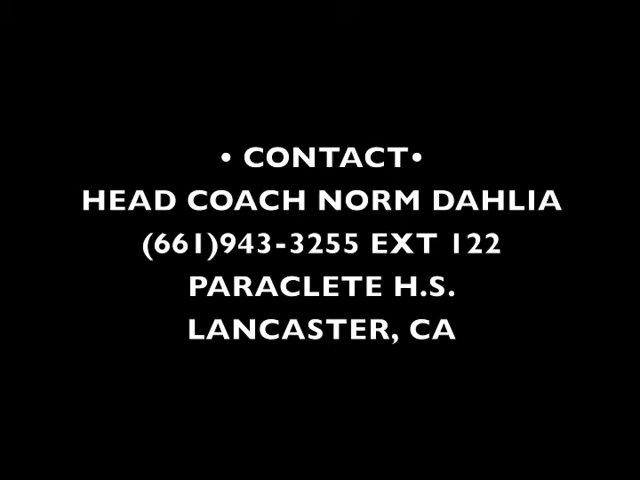 • CONTACT•
HEAD COACH NORM DAHLIA
(661)943-3255 EXT 122
PARACLETE H.S.
LANCASTER, CA